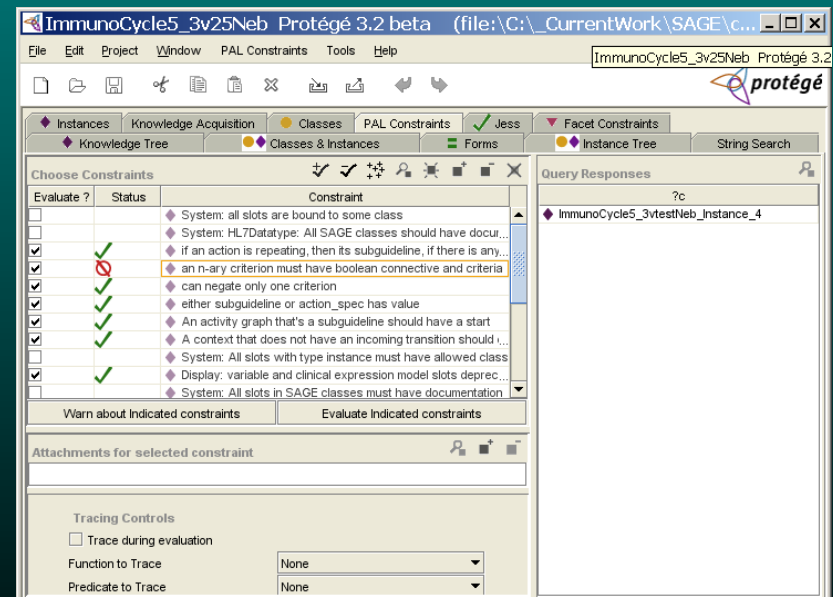 ImmunoCycle5_3v25Neb Protégé 3.2 beta (file:\C:\_CurrentWork\SAGE\c...
File Edit Project Window PAL Constraints Tools Help
ImmunoCycle5_3v25Neb Protégé 3.2
protégé
Instances Knowledge Acquisition Classes PAL Constraints Jess Facet Constraints
Knowledge Tree Classes & Instances Forms Instance Tree String Search
Choose Constraints Query Responses
Evaluate ? Status Constraint ?c
System: all slots are bound to some class ImmunoCycle5_3vtestNeb_Instance_4
System: HL7Datatype: All SAGE classes should have docur...
if an action is repeating, then its subguideline, if there is any...
an n-ary criterion must have boolean connective and criteria
can negate only one criterion
either subguideline or action_spec has value
An activity graph that's a subguideline should have a start
A context that does not have an incoming transition should ...
System: All slots with type instance must have allowed class
Display: variable and clinical expression model slots deprec...
System: All slots in SAGE classes must have documentation
Warn about Indicated constraints Evaluate Indicated constraints
Attachments for selected constraint
Tracing Controls
Trace during evaluation
Function to Trace None
Predicate to Trace None